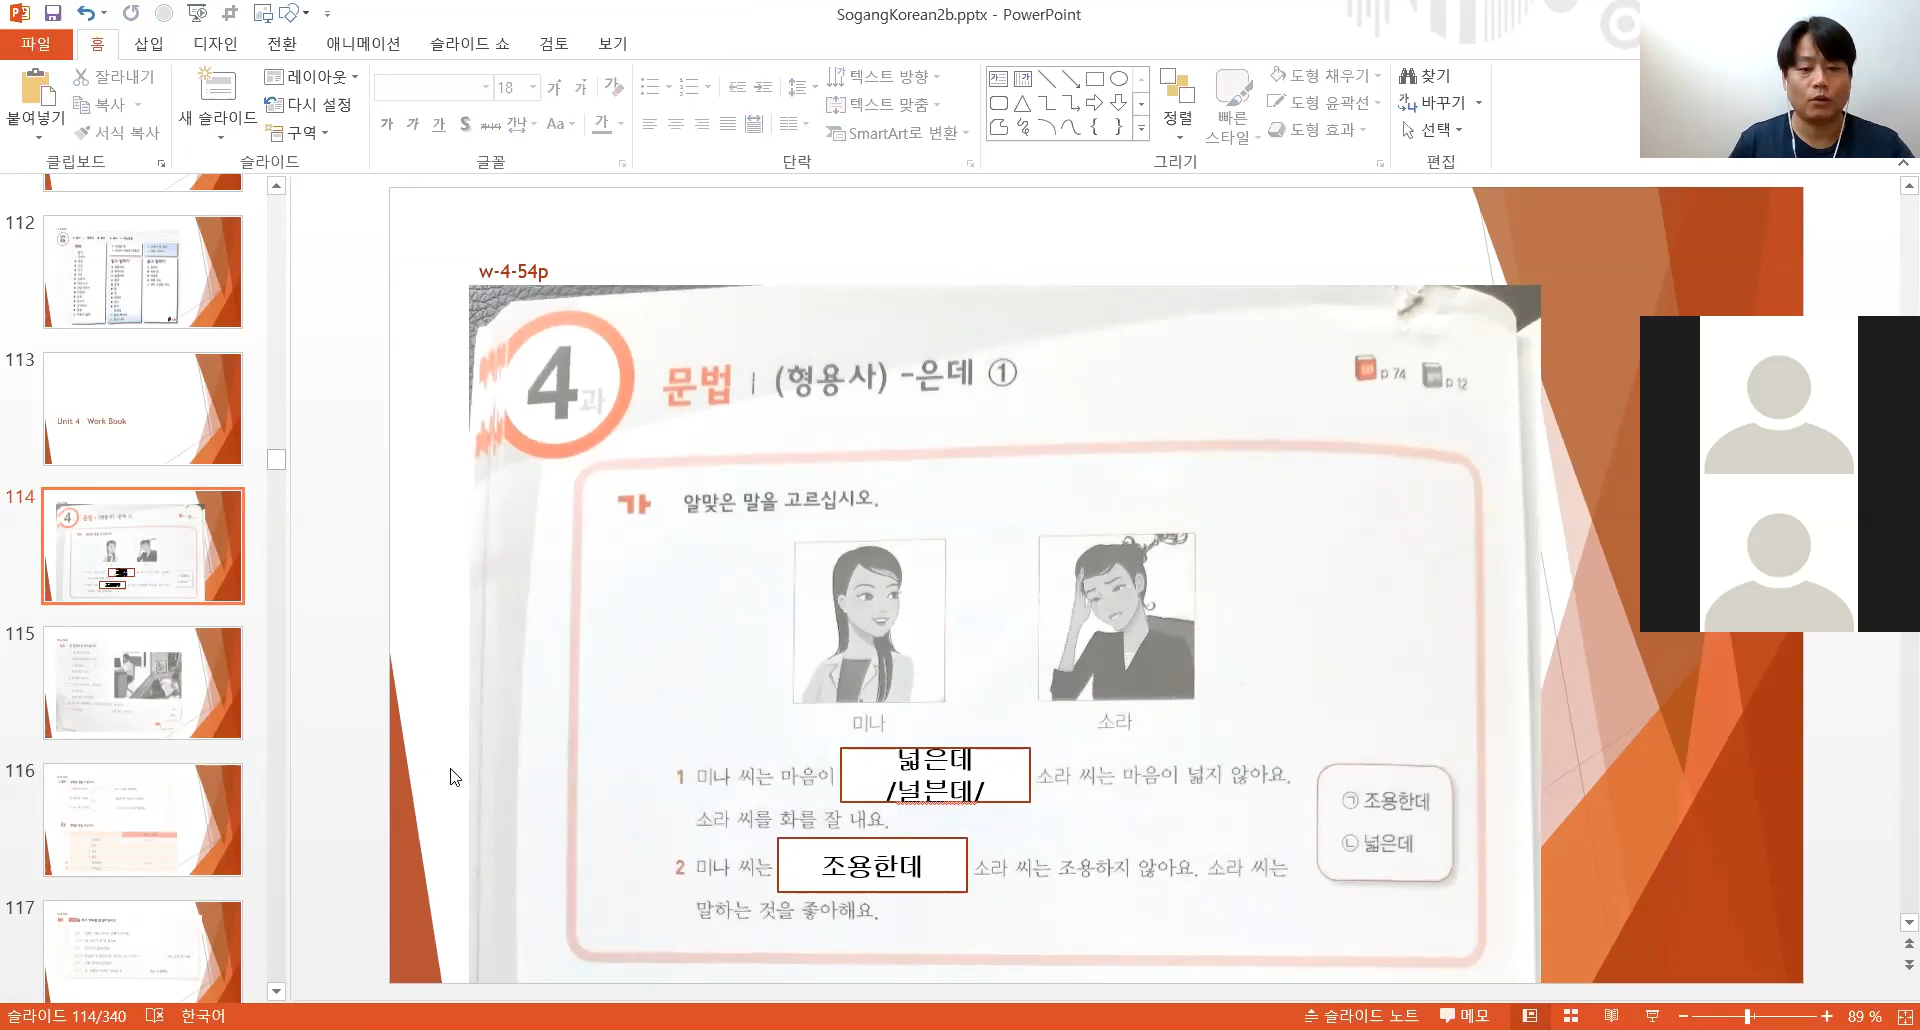 SogangKorean2b.pptx - PowerPoint
파일 홈 삽입 디자인 전환 애니메이션 슬라이드 쇼 검토 보기
붙여넣기
잘라내기
복사
서식 복사
클립보드
새 슬라이드
레이아웃
다시 설정
구역
슬라이드
18
가 가 가 S 가나다 Aa 가
글꼴
텍스트 방향
텍스트 맞춤
SmartArt로 변환
단락
정렬
빠른 스타일
도형 채우기
도형 윤곽선
도형 효과
그리기
찾기
바꾸기
선택
편집
112
113
Unit 4 Work Book
114
115
116
117
w-4-54p
4과 문법 (형용사) -은데 ① p 74 p 12
가 알맞은 말을 고르십시오.
미나 소라
넓은데
/널븐데/
1 미나 씨는 마음이 소라 씨는 마음이 넓지 않아요.
소라 씨를 화를 잘 내요.
2 미나 씨는 조용한데 소라 씨는 조용하지 않아요. 소라 씨는
말하는 것을 좋아해요.
㉠ 조용한데
㉡ 넓은데
슬라이드 114/340 한국어 슬라이드 노트 메모 89 %